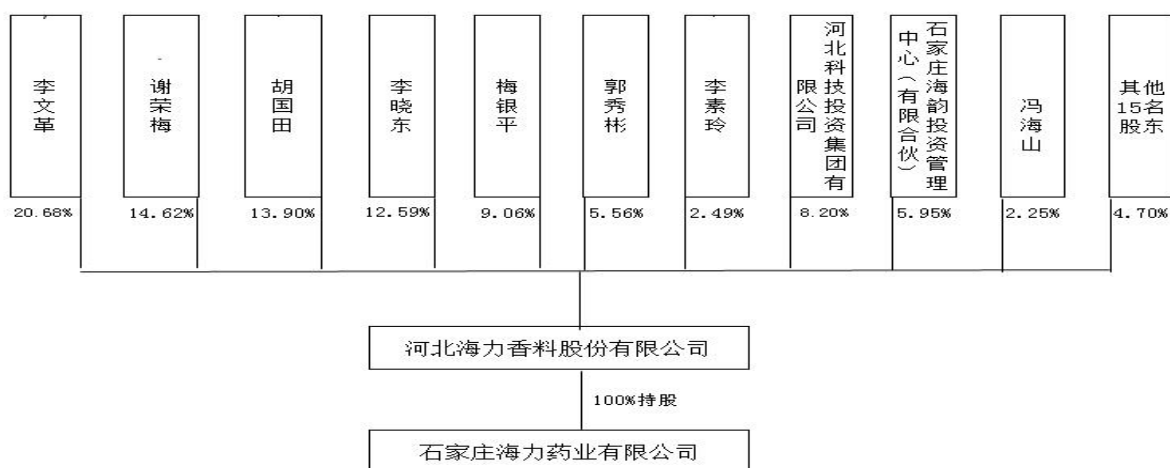 李文革
谢荣梅
胡国田
李晓东
梅银平
郭秀彬
李素玲
河北科技投资集团有
限公司
石家庄海韵投资管理
中心（有限合伙）
冯海山
其他
15名
股东
20.68%
14.62%
13.90%
12.59%
9.06%
5.56%
2.49%
8.20%
5.95%
2.25%
4.70%
河北海力香料股份有限公司
100%持股
石家庄海力药业有限公司